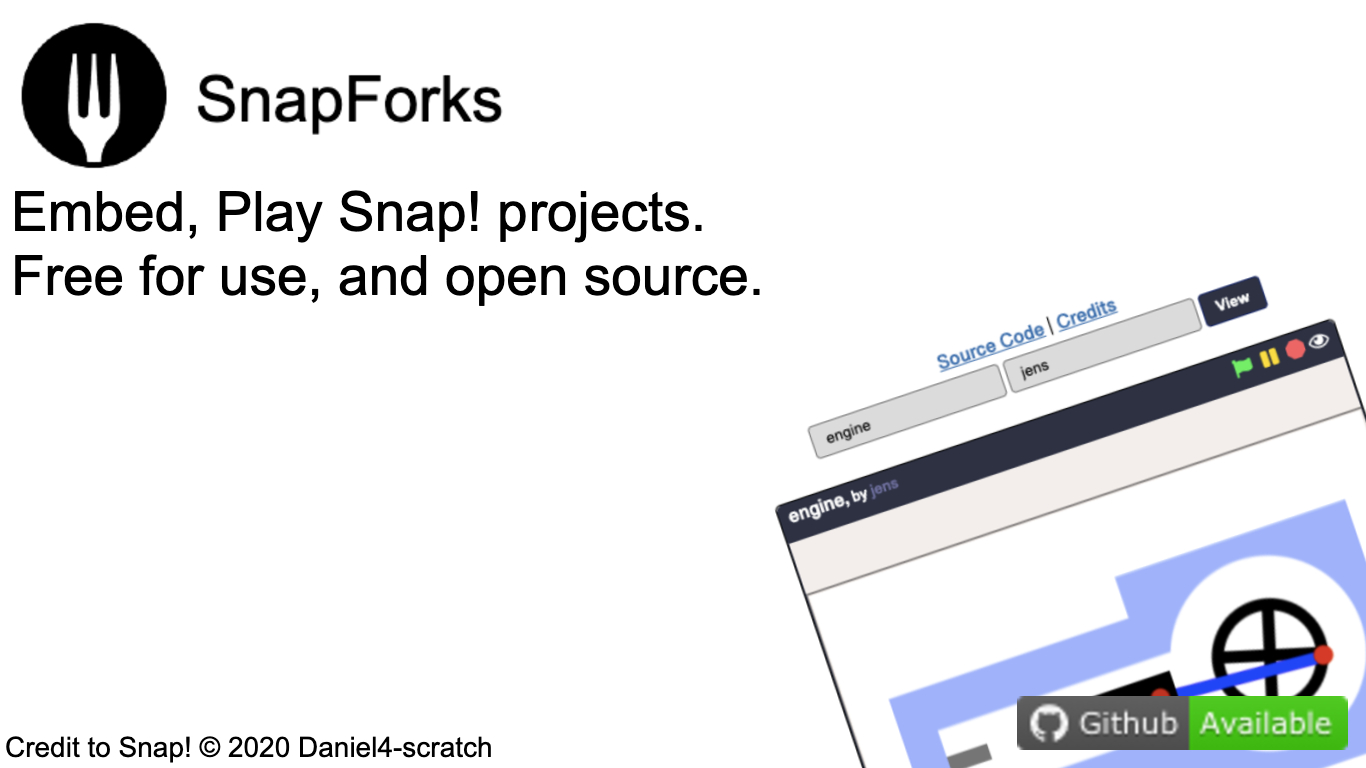 SnapForks
Embed, Play Snap! projects.
Free for use, and open source.
Source Code | Credits
engine
jens
View
engine, by jens
Github Available
Credit to Snap! © 2020 Daniel4-scratch